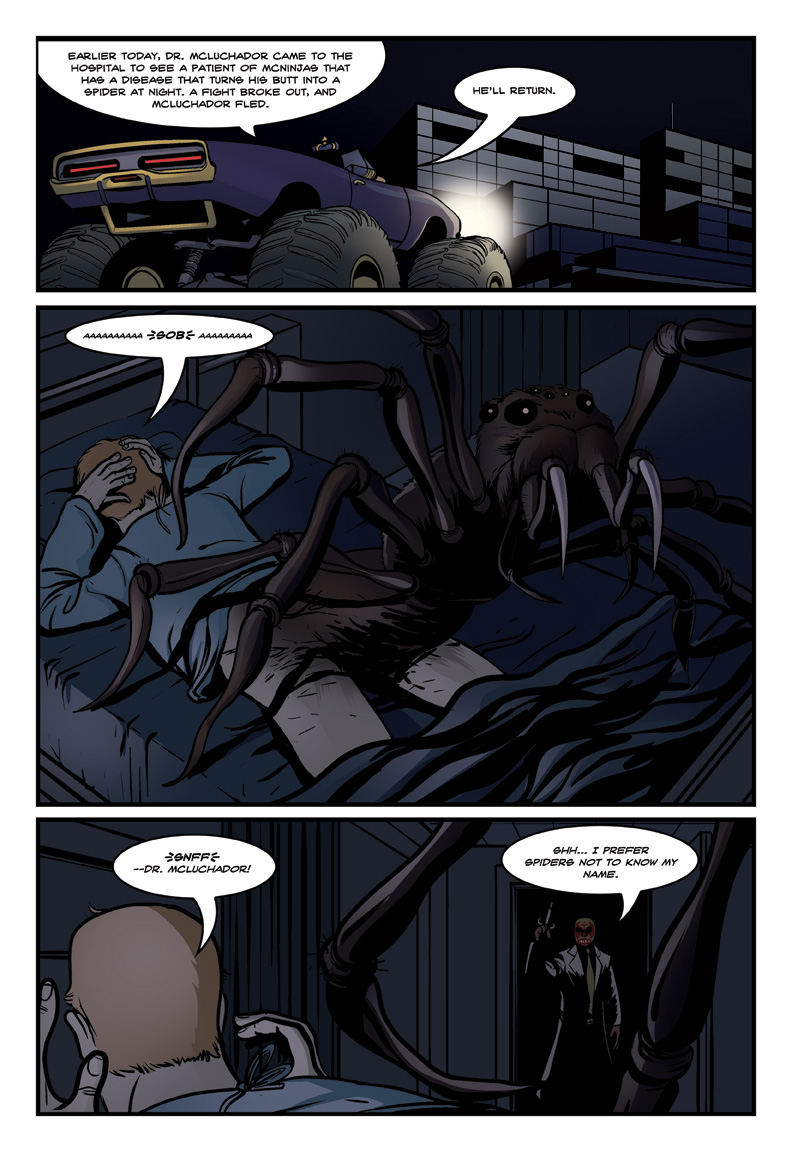 EARLIER TODAY, DR. MCLUCHADOR CAME TO THE
HOSPITAL TO SEE A PATIENT OF MCNINJAS THAT
HAS A DISEASE THAT TURNS HIS BUTT INTO A
SPIDER AT NIGHT. A FIGHT BROKE OUT, AND
MCLUCHADOR FLED.
HE'LL RETURN.
AAAAAAAAAA SOB AAAAAAAAA
SNFF
--DR. MCLUCHADOR!
SHH... I PREFER
SPIDERS NOT TO KNOW MY
NAME.